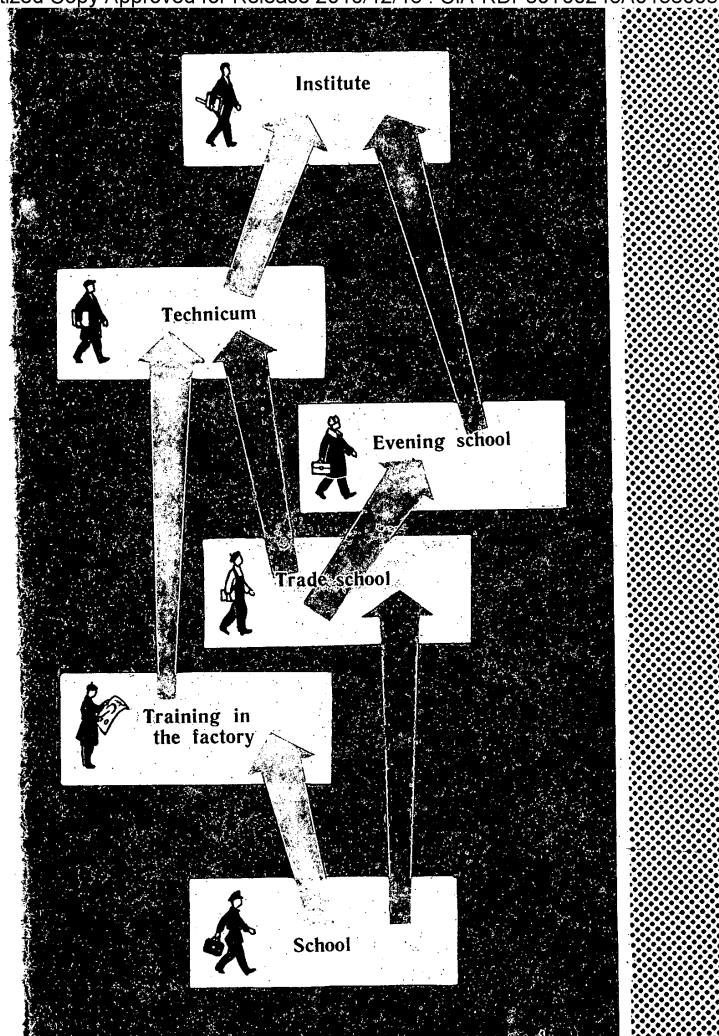 Institute
Technicum
Evening school
Trade school
Training in
the factory
School